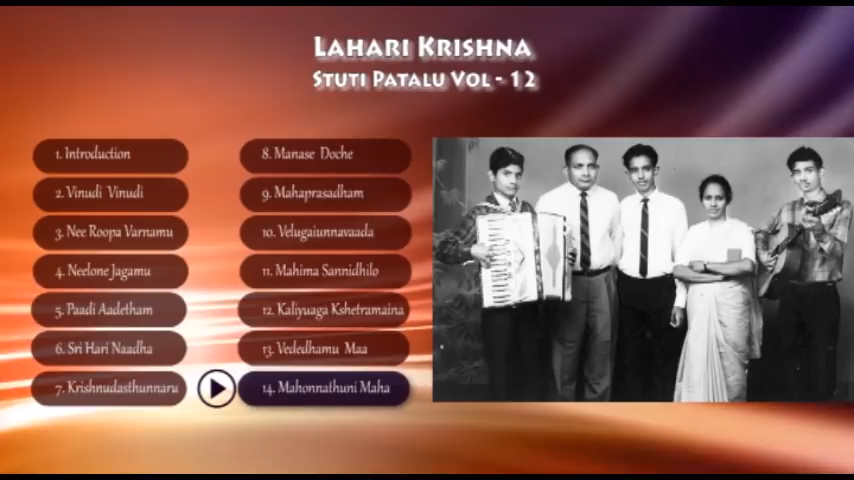 Lahari Krishna
Stuti Patalu Vol - 12
1. Introduction
2. Vinudi Vinudi
3. Nee Roopa Varnamu
4. Neelone Jagamu
5. Paadi Aadetham
6. Sri Hari Naadha
7. Krishnudasthunnaru
8. Manase Doche
9. Mahaprasadham
10. Velugaiunnavaada
11. Mahima Sannidhilo
12. Kaliyuaga Kshetramaina
13. Vededhamu Maa
14. Mahonnathuni Maha